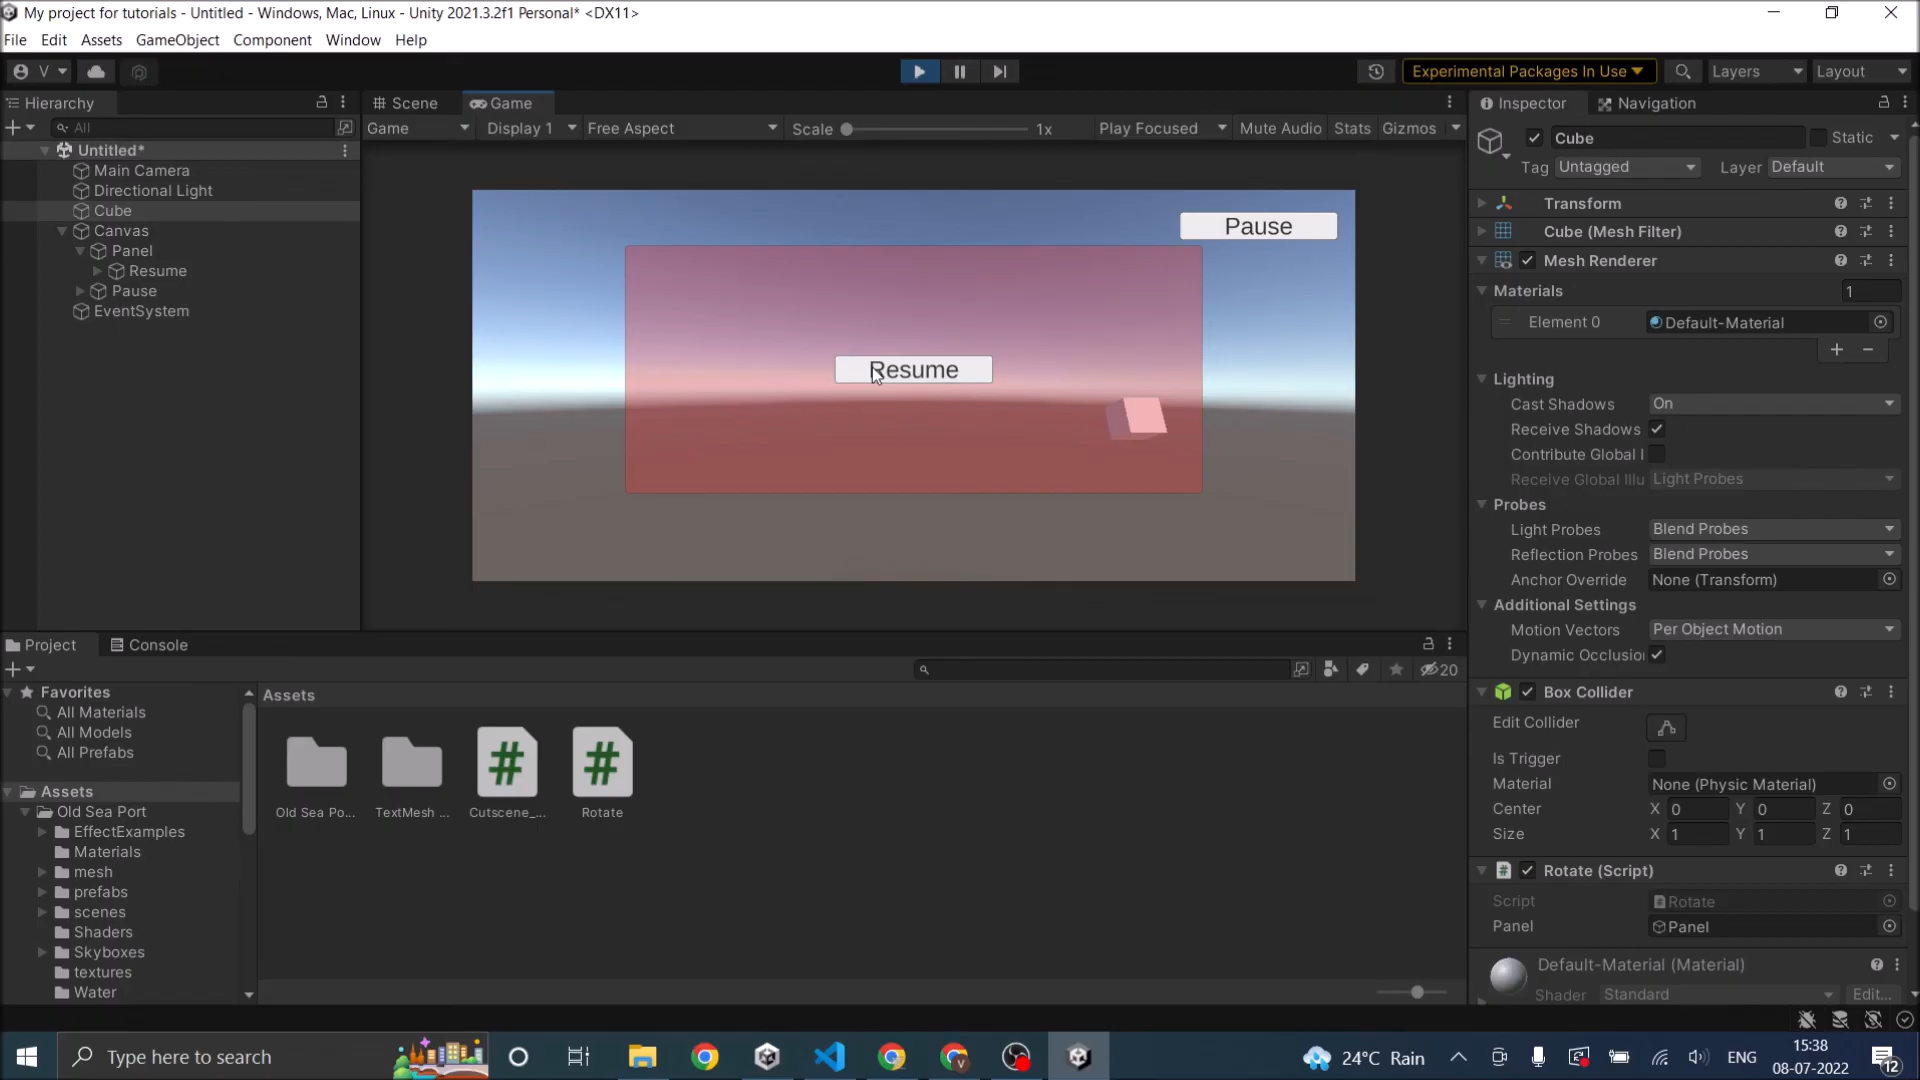 My project for tutorials - Untitled - Windows, Mac, Linux - Unity 2021.3.2f1 Personal* <DX11>
File Edit Assets GameObject Component Window Help
V
Experimental Packages In Use
Layers
Layout
Hierarchy
All
Untitled*
Main Camera
Directional Light
Cube
Canvas
Panel
Resume
Pause
EventSystem
Scene
Game
Game
Display 1
Free Aspect
Scale
1x
Play Focused
Mute Audio
Stats
Gizmos
Pause
Resume
Inspector
Navigation
Cube
Static
Tag Untagged
Layer Default
Transform
Cube (Mesh Filter)
Mesh Renderer
Materials 1
Element 0 Default-Material
Lighting
Cast Shadows On
Receive Shadows
Contribute Global I
Receive Global Illu Light Probes
Probes
Light Probes Blend Probes
Reflection Probes Blend Probes
Anchor Override None (Transform)
Additional Settings
Motion Vectors Per Object Motion
Dynamic Occlusio
Box Collider
Edit Collider
Is Trigger
Material None (Physic Material)
Center X 0 Y 0 Z 0
Size X 1 Y 1 Z 1
Rotate (Script)
Script Rotate
Panel Panel
Default-Material (Material)
Shader Standard Edit...
Project
Console
20
Favorites
All Materials
All Models
All Prefabs
Assets
Old Sea Port
EffectExamples
Materials
mesh
prefabs
scenes
Shaders
Skyboxes
textures
Water
Assets
Old Sea Po...
TextMesh ...
Cutscene_...
Rotate
Type here to search
24°C Rain
ENG
15:38
08-07-2022
12